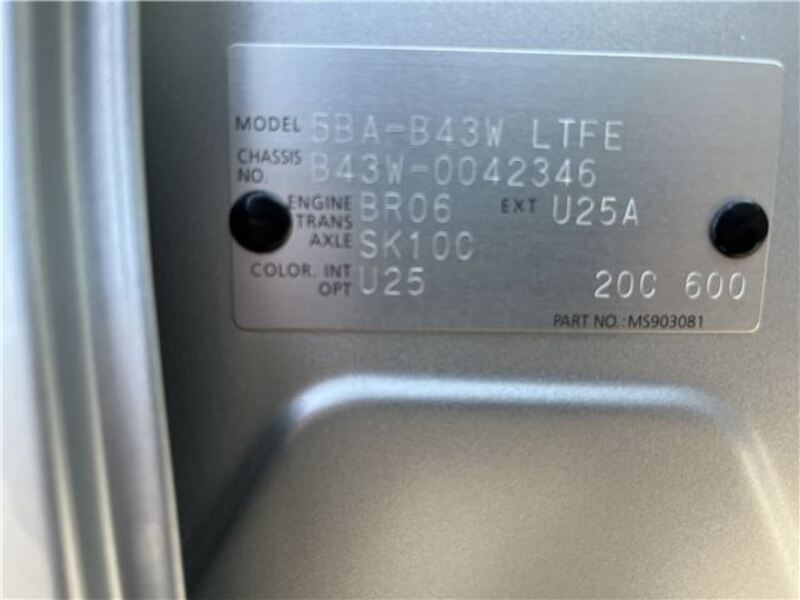 MODEL 5BA-B43W LTFE
CHASSIS NO. B43W-0042346
ENGINE BR06 EXT U25A
TRANS AXLE SK10C
COLOR. INT OPT U25 20C 600
PART NO.:MS903081